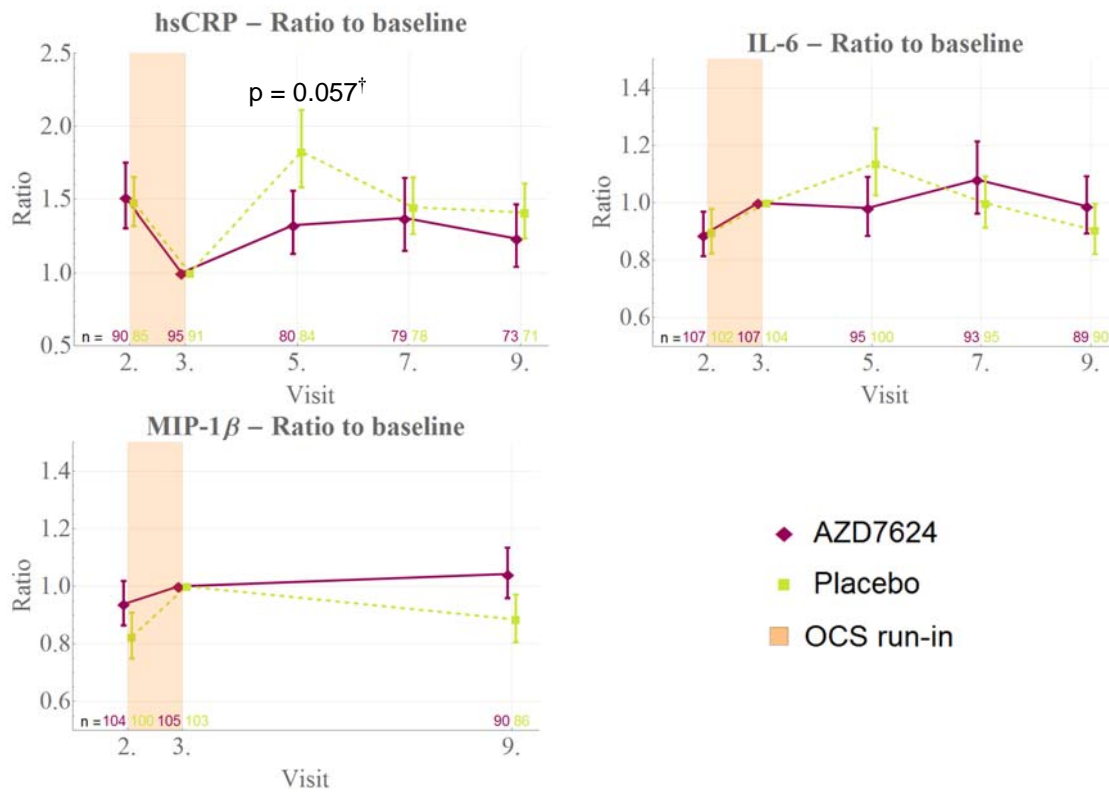 hsCRP – Ratio to baseline
2.5
2.0
1.5
1.0
0.5
Ratio
p = 0.057†
n = 90 85 95 91 80 84 79 78 73 71
2. 3. 5. 7. 9.
Visit
IL-6 – Ratio to baseline
1.4
1.2
1.0
0.8
0.6
Ratio
n = 107 102 107 104 95 100 93 95 89 90
2. 3. 5. 7. 9.
Visit
MIP-1β – Ratio to baseline
1.4
1.2
1.0
0.8
0.6
Ratio
n = 104 100 105 103 90 86
2. 3. 9.
Visit
AZD7624
Placebo
OCS run-in